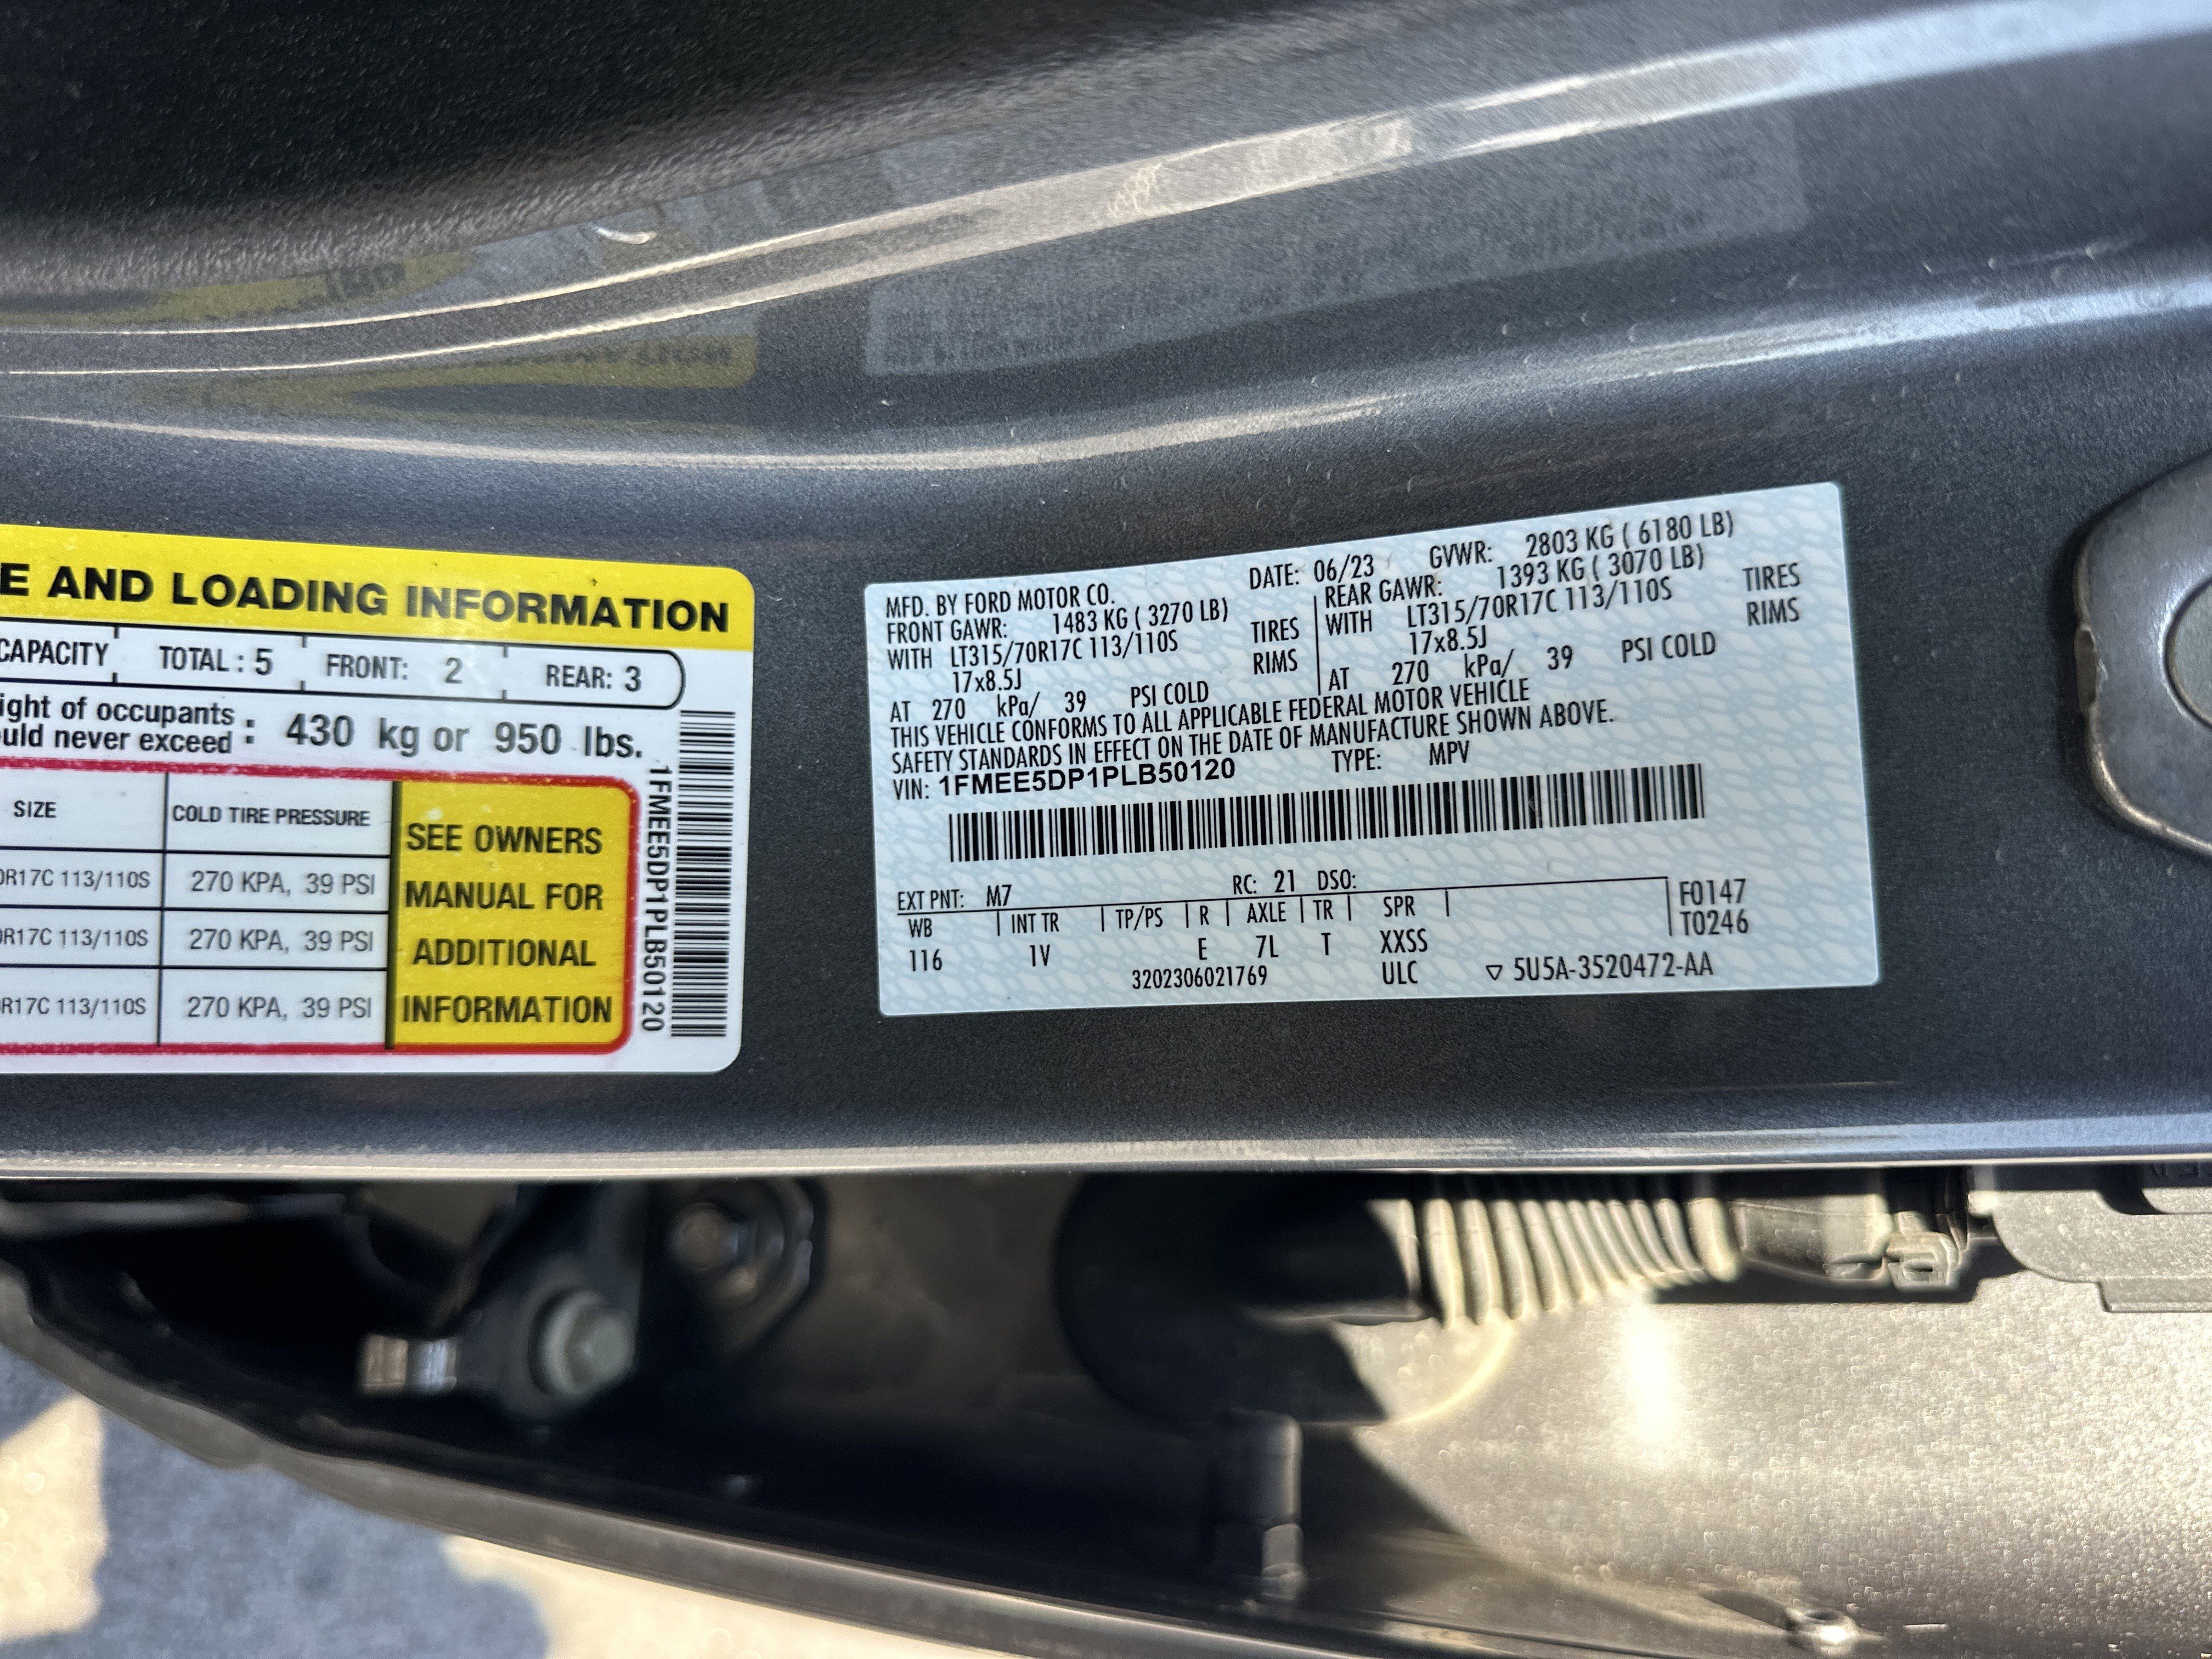 E AND LOADING INFORMATION
CAPACITY TOTAL : 5 FRONT: 2 REAR: 3
ight of occupants
uld never exceed : 430 kg or 950 lbs.
SIZE COLD TIRE PRESSURE
0R17C 113/110S 270 KPA, 39 PSI
0R17C 113/110S 270 KPA, 39 PSI
0R17C 113/110S 270 KPA, 39 PSI
SEE OWNERS
MANUAL FOR
ADDITIONAL
INFORMATION
1FMEE5DP1PLB50120
MFD. BY FORD MOTOR CO. DATE: 06/23 GVWR: 2803 KG ( 6180 LB)
FRONT GAWR: 1483 KG ( 3270 LB) REAR GAWR: 1393 KG ( 3070 LB)
WITH LT315/70R17C 113/110S TIRES WITH LT315/70R17C 113/110S TIRES
17x8.5J RIMS 17x8.5J RIMS
AT 270 kPa/ 39 PSI COLD AT 270 kPa/ 39 PSI COLD
THIS VEHICLE CONFORMS TO ALL APPLICABLE FEDERAL MOTOR VEHICLE
SAFETY STANDARDS IN EFFECT ON THE DATE OF MANUFACTURE SHOWN ABOVE.
VIN: 1FMEE5DP1PLB50120 TYPE: MPV
EXT PNT: M7 RC: 21 DSO:
WB INT TR TP/PS R AXLE TR SPR F0147
T0246
116 1V E 7L T XXSS
3202306021769 ULC ▽ 5U5A-3520472-AA